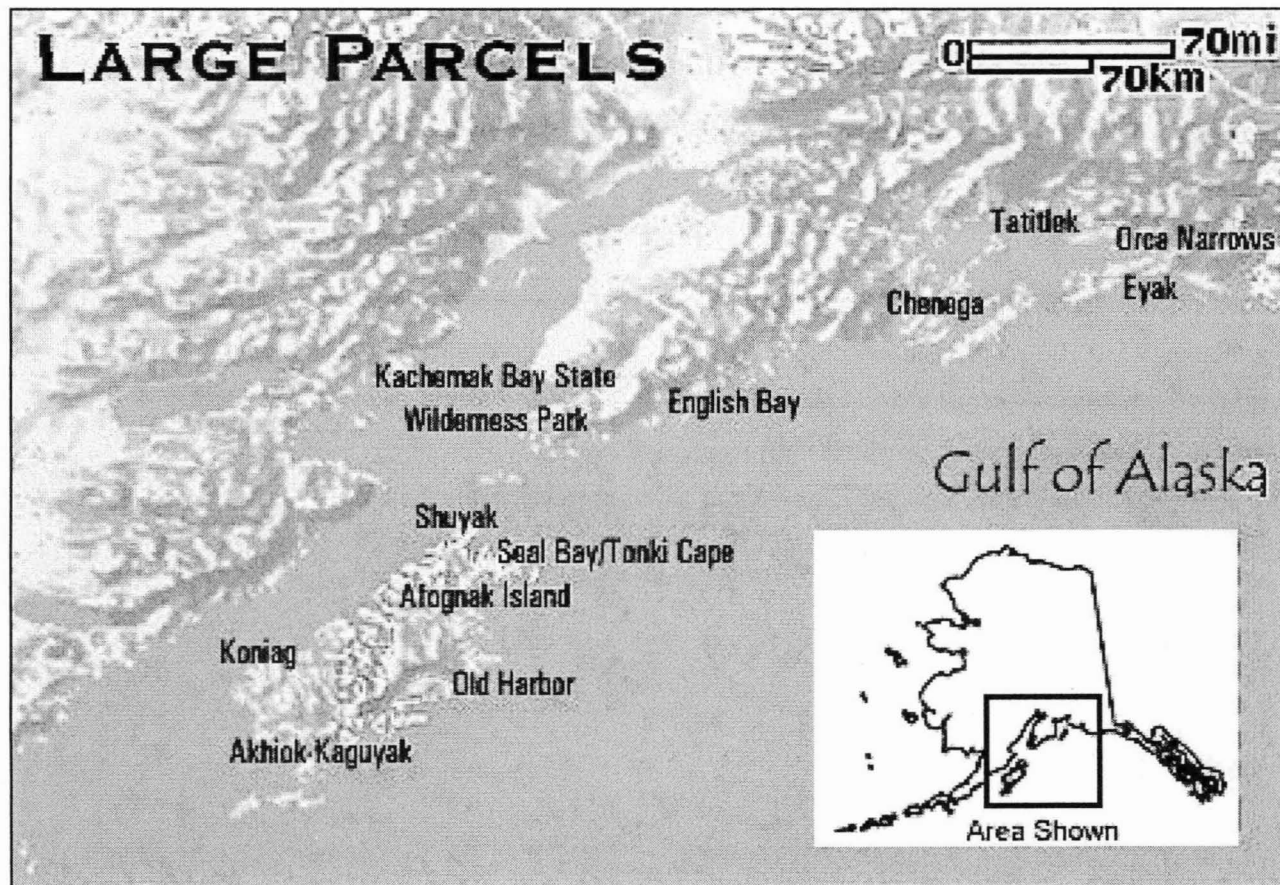 LARGE PARCELS
0 70mi
70km
Tatitlek
Orca Narrows
Eyak
Chenega
Kachemak Bay State
Wilderness Park
English Bay
Gulf of Alaska
Shuyak
Seal Bay/Tonki Cape
Afognak Island
Koniag
Old Harbor
Akhiok-Kaguyak
Area Shown